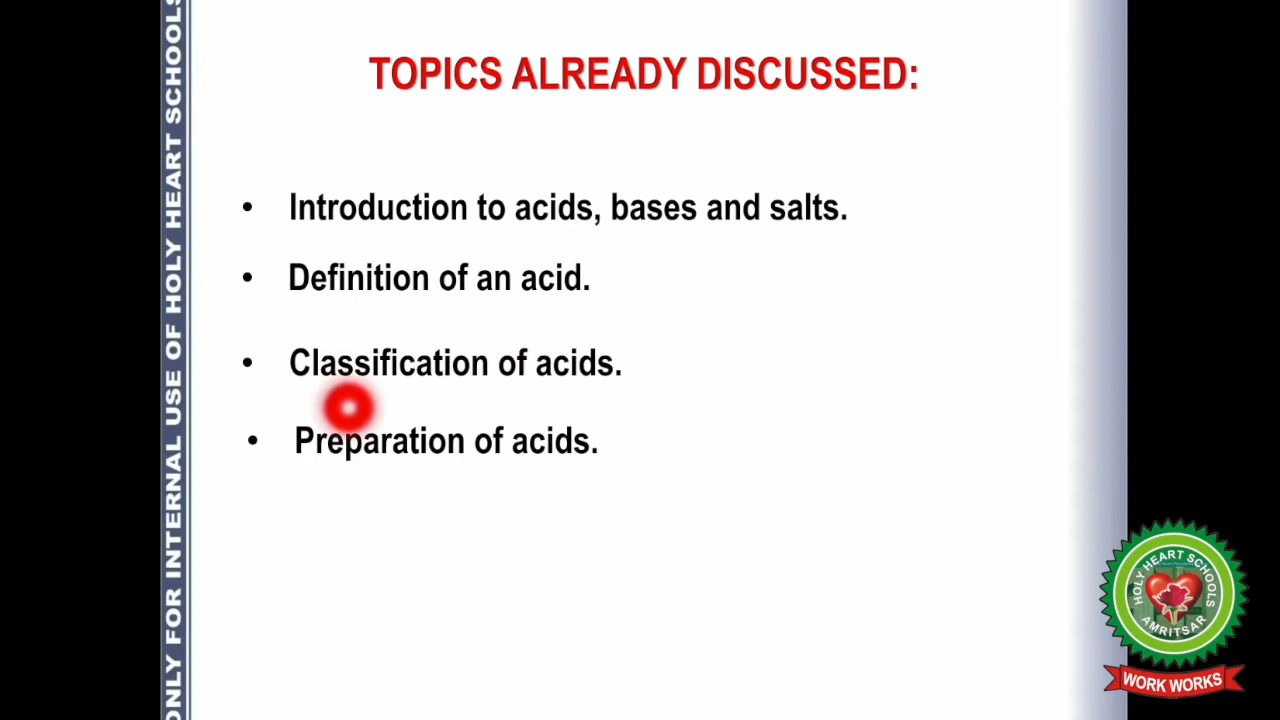 TOPICS ALREADY DISCUSSED:
• Introduction to acids, bases and salts.
• Definition of an acid.
• Classification of acids.
• Preparation of acids.
ONLY FOR INTERNAL USE OF HOLY HEART SCHOOLS
HOLY HEART SCHOOLS
AMRITSAR
WORK WORKS